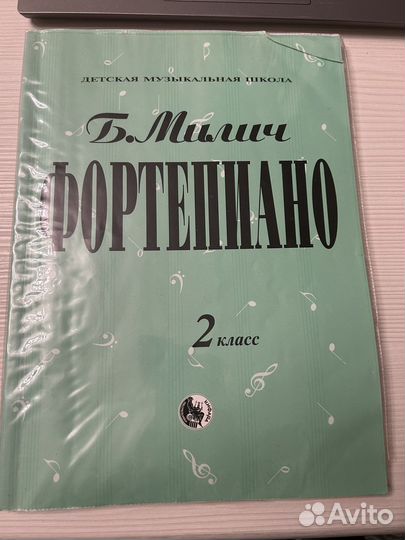 ДЕТСКАЯ МУЗЫКАЛЬНАЯ ШКОЛА
Б. Милич
ФОРТЕПИАНО
2 класс
Avito